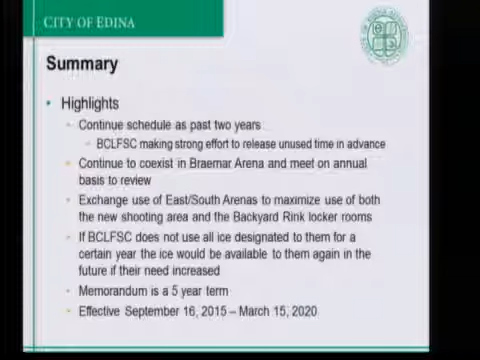 CITY OF EDINA
Summary
Highlights
Continue schedule as past two years
BCLFSC making strong effort to release unused time in advance
Continue to coexist in Braemar Arena and meet on annual
basis to review
Exchange use of East/South Arenas to maximize use of both
the new shooting area and the Backyard Rink locker rooms
If BCLFSC does not use all ice designated to them for a
certain year the ice would be available to them again in the
future if their need increased
Memorandum is a 5 year term
Effective September 16, 2015 – March 15, 2020